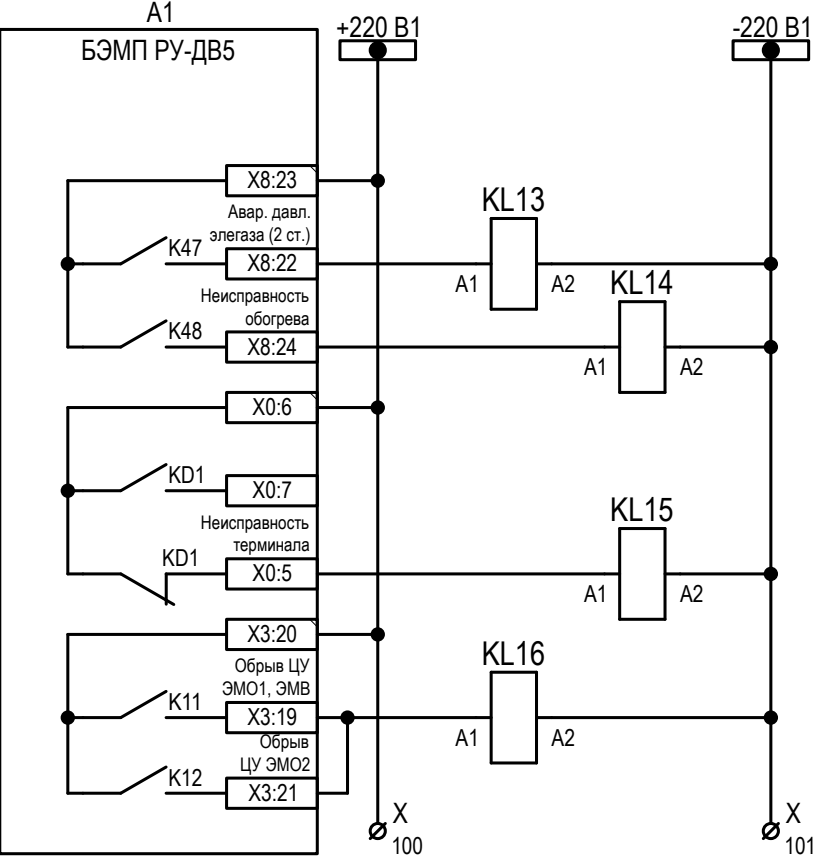 A1
+220 В1
-220 В1
БЭМП РУ-ДВ5
X8:23
KL13
Авар. давл.
элегаза (2 ст.)
K47
X8:22
A1
A2
KL14
Неисправность
обогрева
K48
X8:24
A1
A2
X0:6
KD1
X0:7
KL15
Неисправность
терминала
KD1
X0:5
A1
A2
X3:20
KL16
Обрыв ЦУ
ЭМО1, ЭМВ
K11
X3:19
A1
A2
Обрыв
ЦУ ЭМО2
K12
X3:21
X
100
X
101